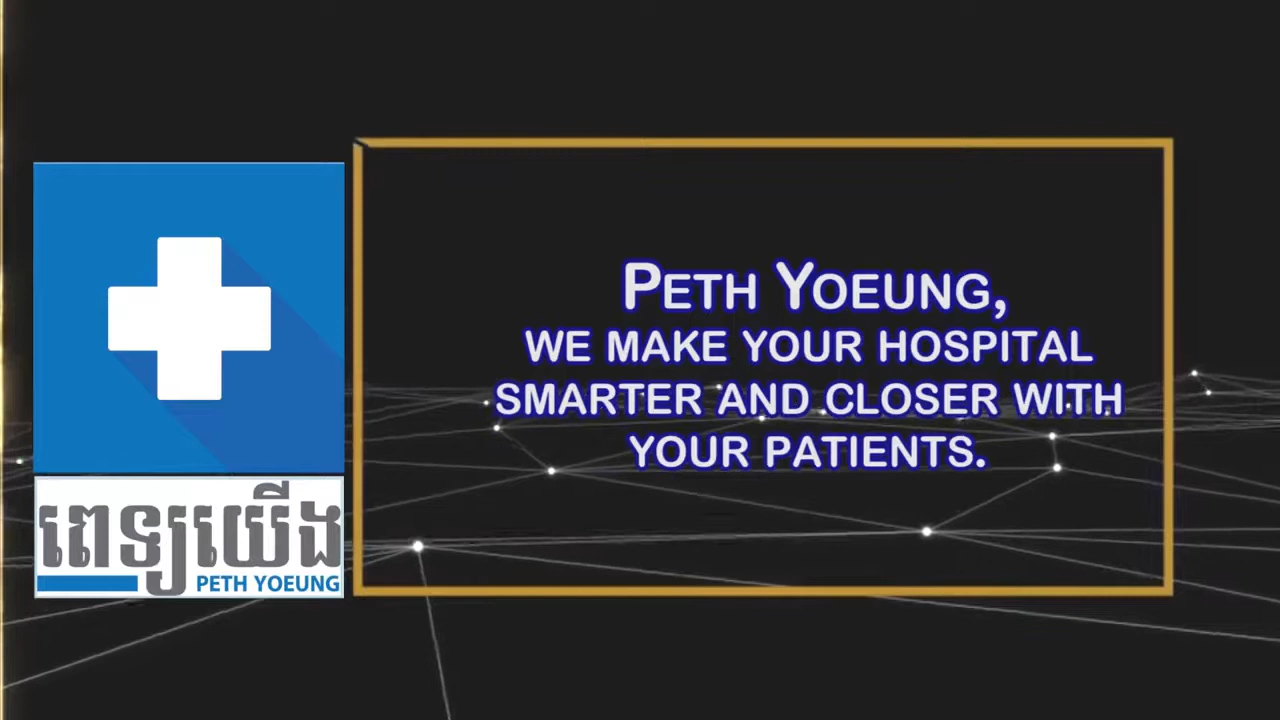 ពេទ្យយើង
PETH YOEUNG
PETH YOEUNG,
WE MAKE YOUR HOSPITAL
SMARTER AND CLOSER WITH
YOUR PATIENTS.